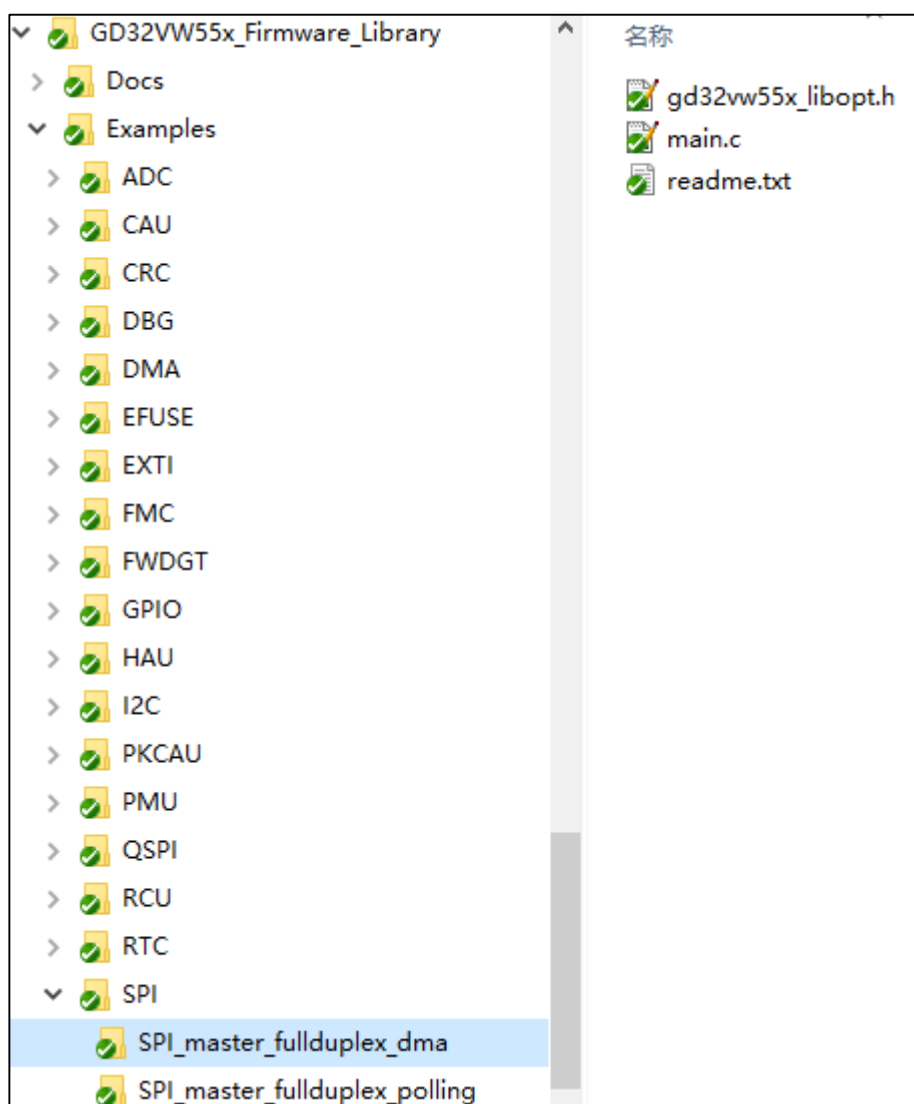 GD32VW55x_Firmware_Library
Docs
Examples
ADC
CAU
CRC
DBG
DMA
EFUSE
EXTI
FMC
FWDGT
GPIO
HAU
I2C
PKCAU
PMU
QSPI
RCU
RTC
SPI
SPI_master_fullduplex_dma
SPI_master_fullduplex_polling
名称
gd32vw55x_libopt.h
main.c
readme.txt